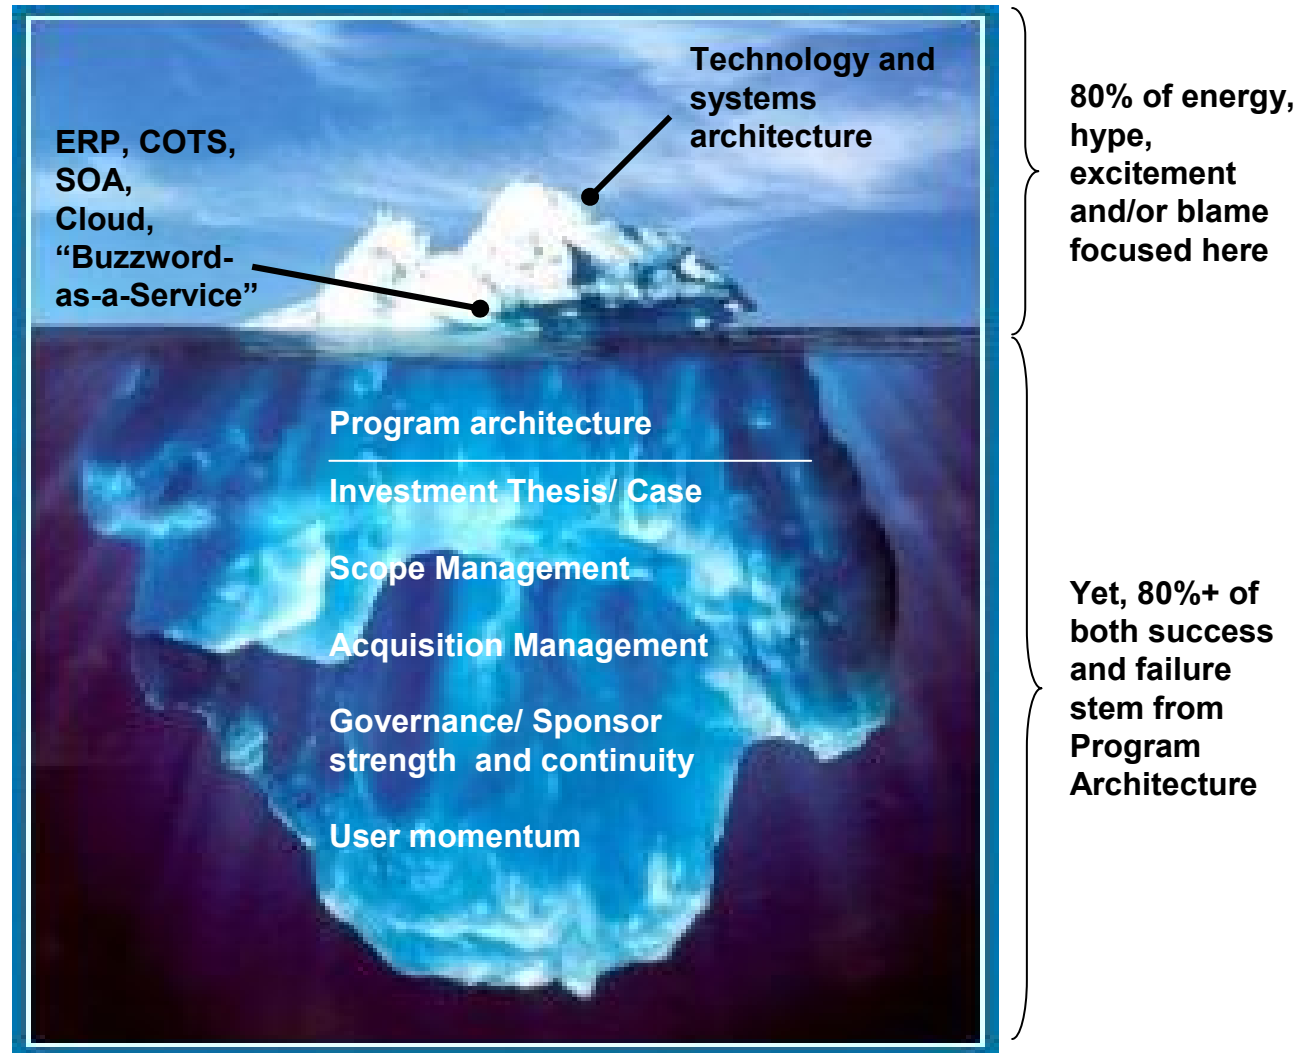 Technology and
systems
architecture
ERP, COTS,
SOA,
Cloud,
“Buzzword-
as-a-Service”
80% of energy,
hype,
excitement
and/or blame
focused here
Program architecture
Investment Thesis/ Case
Scope Management
Acquisition Management
Governance/ Sponsor
strength  and continuity
User momentum
Yet, 80%+ of
both success
and failure
stem from
Program
Architecture